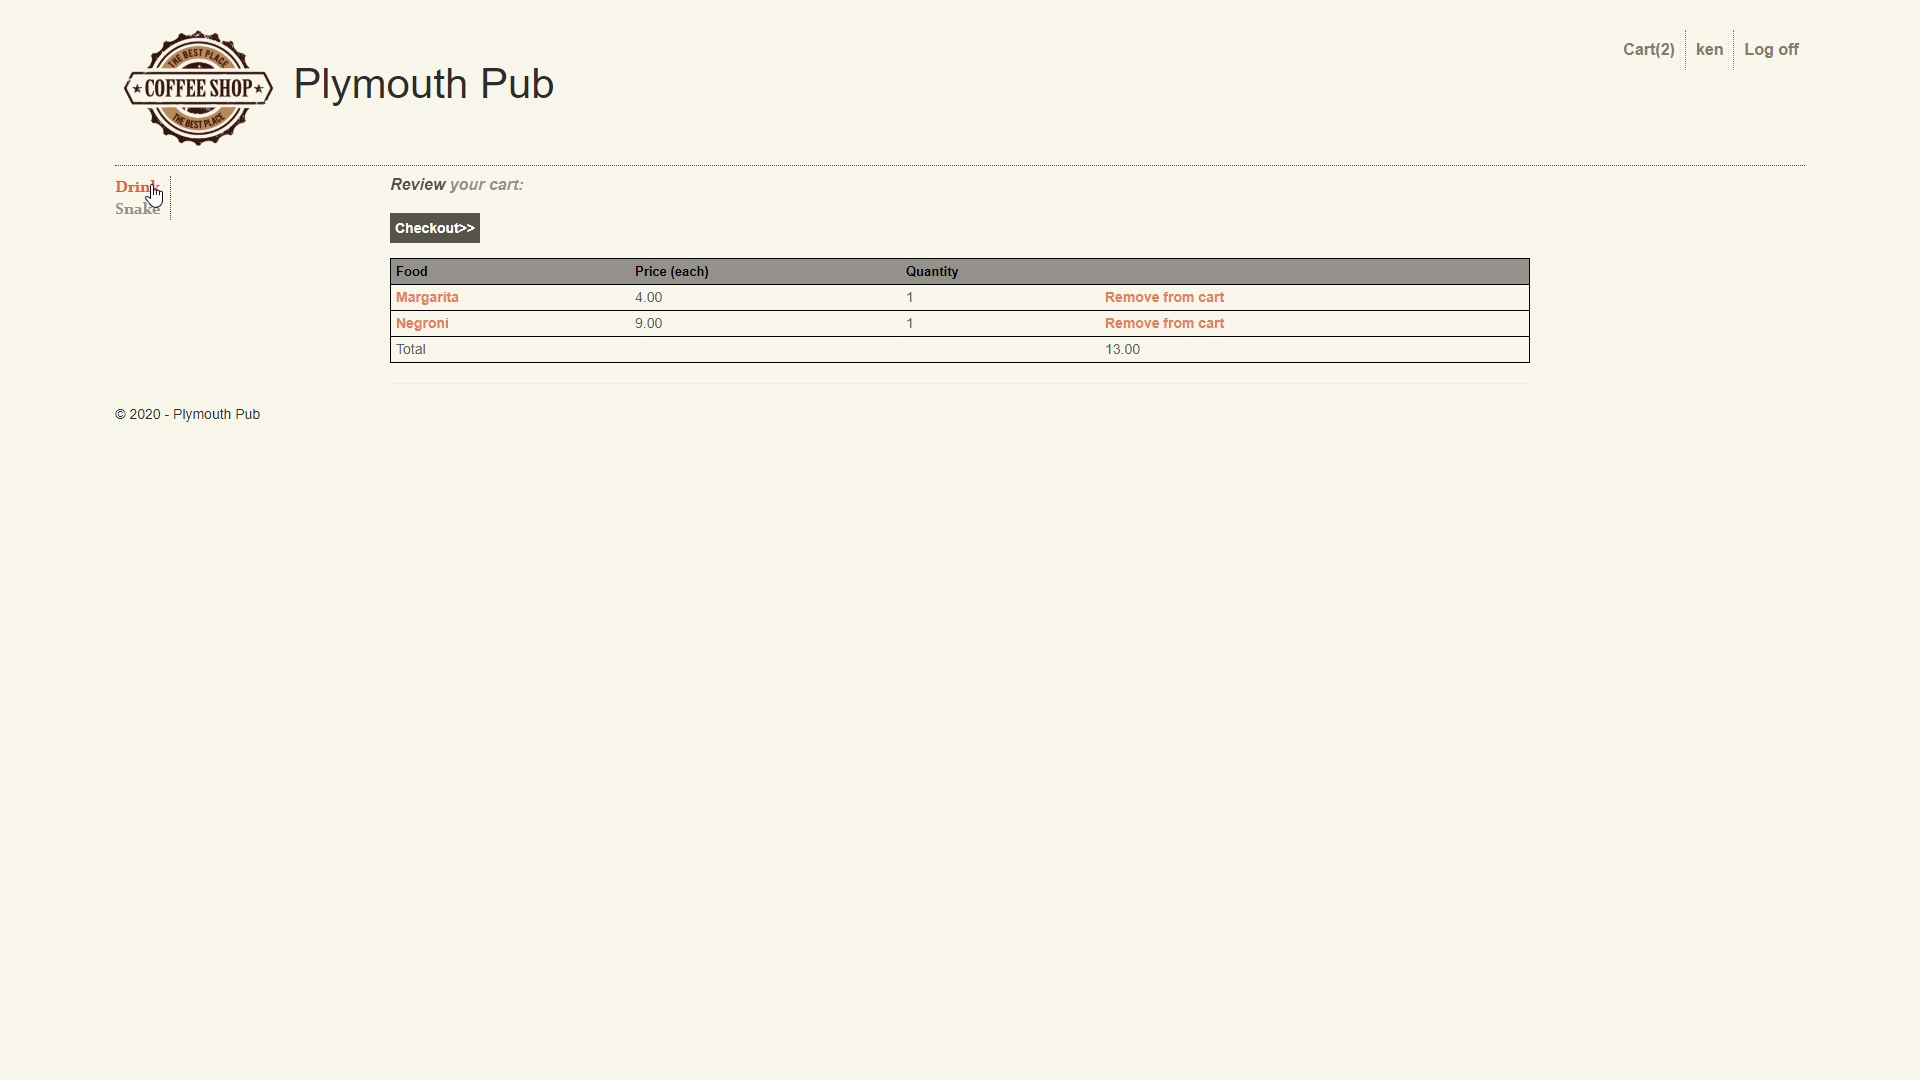 THE BEST PLACE
★ COFFEE SHOP ★
THE BEST PLACE
Plymouth Pub
Cart(2)
ken
Log off
Drink
Snake
Review your cart:
Checkout>>
Food Price (each) Quantity
Margarita 4.00 1 Remove from cart
Negroni 9.00 1 Remove from cart
Total 13.00
© 2020 - Plymouth Pub